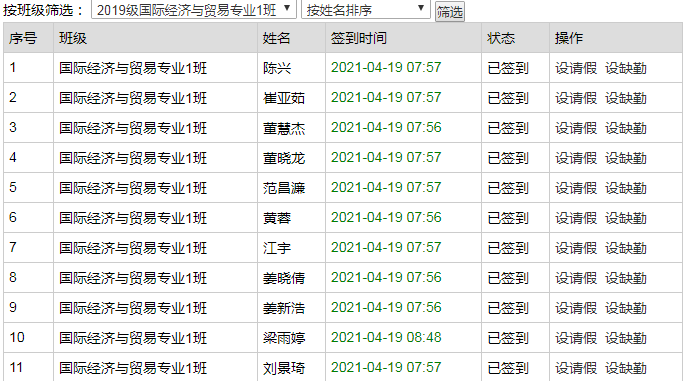 按班级筛选： 2019级国际经济与贸易专业1班 按姓名排序 筛选
序号 班级 姓名 签到时间 状态 操作
1 国际经济与贸易专业1班 陈兴 2021-04-19 07:57 已签到 设请假 设缺勤
2 国际经济与贸易专业1班 崔亚茹 2021-04-19 07:57 已签到 设请假 设缺勤
3 国际经济与贸易专业1班 董慧杰 2021-04-19 07:56 已签到 设请假 设缺勤
4 国际经济与贸易专业1班 董晓龙 2021-04-19 07:57 已签到 设请假 设缺勤
5 国际经济与贸易专业1班 范昌濂 2021-04-19 07:57 已签到 设请假 设缺勤
6 国际经济与贸易专业1班 黄蓉 2021-04-19 07:56 已签到 设请假 设缺勤
7 国际经济与贸易专业1班 江宇 2021-04-19 07:57 已签到 设请假 设缺勤
8 国际经济与贸易专业1班 姜晓倩 2021-04-19 07:56 已签到 设请假 设缺勤
9 国际经济与贸易专业1班 姜新浩 2021-04-19 07:56 已签到 设请假 设缺勤
10 国际经济与贸易专业1班 梁雨婷 2021-04-19 08:48 已签到 设请假 设缺勤
11 国际经济与贸易专业1班 刘景琦 2021-04-19 07:57 已签到 设请假 设缺勤